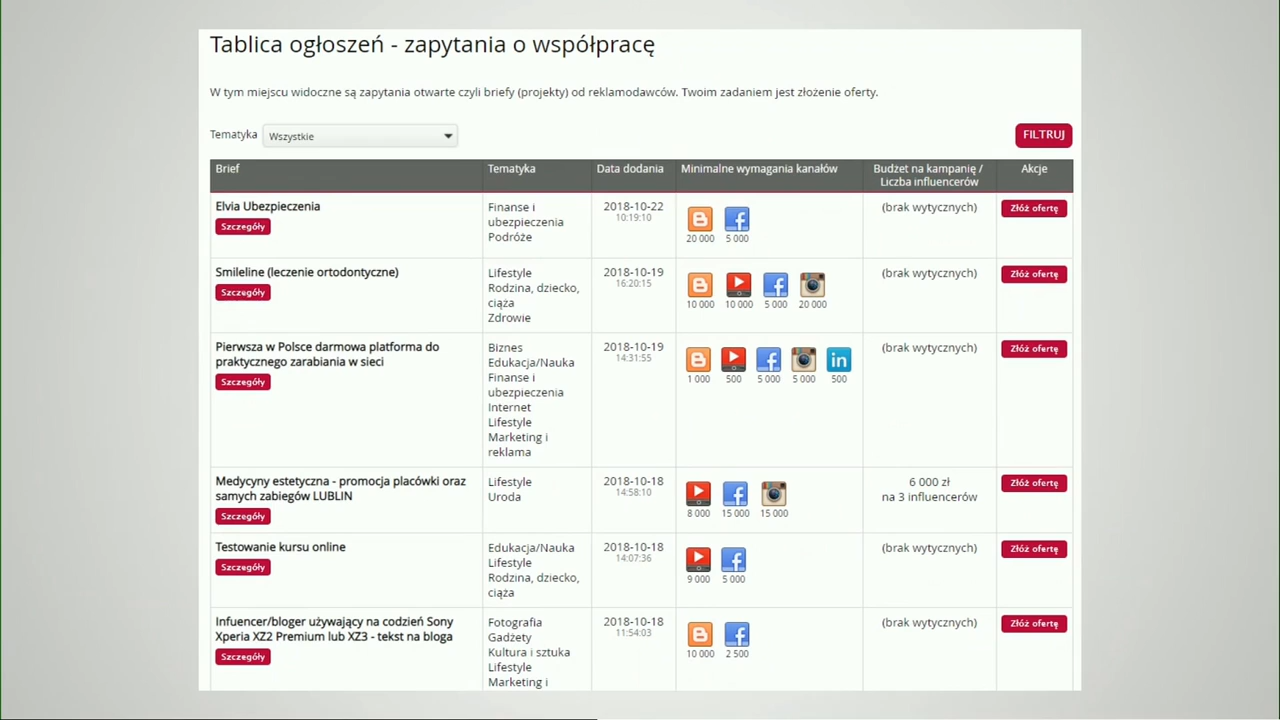 Tablica ogłoszeń - zapytania o współpracę
W tym miejscu widoczne są zapytania otwarte czyli briefy (projekty) od reklamodawców. Twoim zadaniem jest złożenie oferty.
Tematyka Wszystkie FILTRUJ
Brief Tematyka Data dodania Minimalne wymagania kanałów Budżet na kampanię / Liczba influencerów Akcje
Elvia Ubezpieczenia
Szczegóły
Finanse i
ubezpieczenia
Podróże
2018-10-22
10:19:10
20 000 5 000
(brak wytycznych)
Złóż ofertę
Smileline (leczenie ortodontyczne)
Szczegóły
Lifestyle
Rodzina, dziecko,
ciąża
Zdrowie
2018-10-19
16:20:15
10 000 10 000 5 000 20 000
(brak wytycznych)
Złóż ofertę
Pierwsza w Polsce darmowa platforma do
praktycznego zarabiania w sieci
Szczegóły
Biznes
Edukacja/Nauka
Finanse i
ubezpieczenia
Internet
Lifestyle
Marketing i
reklama
2018-10-19
14:31:55
in
1 000 500 5 000 5 000 500
(brak wytycznych)
Złóż ofertę
Medycyny estetyczna - promocja placówki oraz
samych zabiegów LUBLIN
Szczegóły
Lifestyle
Uroda
2018-10-18
14:58:10
8 000 15 000 15 000
6 000 zł
na 3 influencerów
Złóż ofertę
Testowanie kursu online
Szczegóły
Edukacja/Nauka
Lifestyle
Rodzina, dziecko,
ciąża
2018-10-18
14:07:36
9 000 5 000
(brak wytycznych)
Złóż ofertę
Infuencer/bloger używający na codzień Sony
Xperia XZ2 Premium lub XZ3 - tekst na bloga
Szczegóły
Fotografia
Gadżety
Kultura i sztuka
Lifestyle
Marketing i
2018-10-18
11:54:03
10 000 2 500
(brak wytycznych)
Złóż ofertę